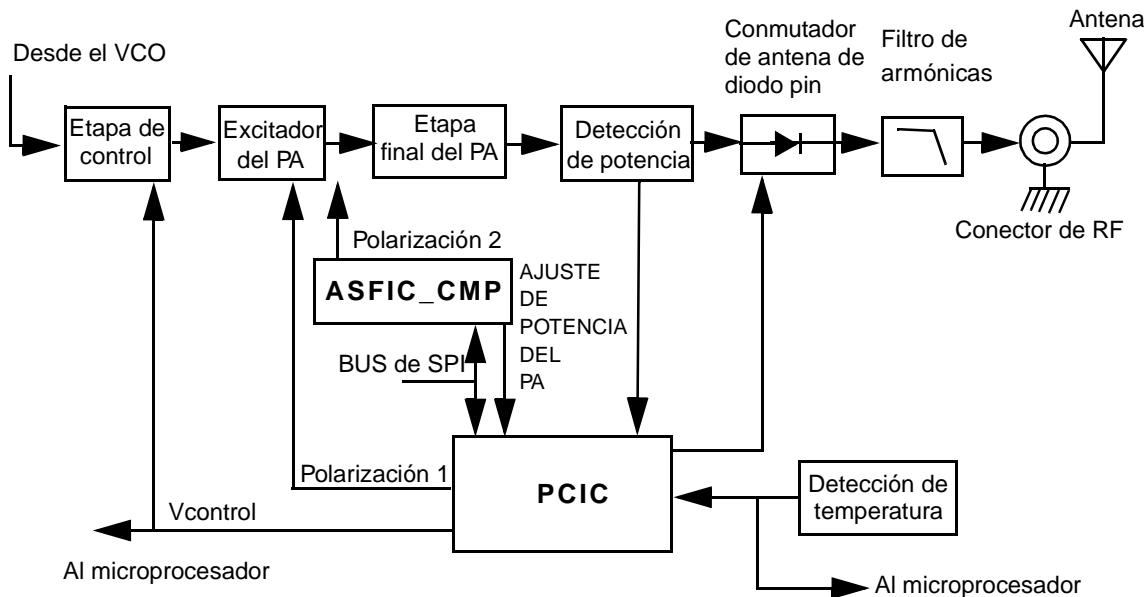 Desde el VCO
Etapa de
control
Excitador
del PA
Etapa
final del PA
Detección
de potencia
Conmutador
de antena de
diodo pin
Filtro de
armónicas
Antena
Conector de RF
Polarización 2
ASFIC_CMP
AJUSTE
DE
POTENCIA
DEL
PA
BUS de SPI
Polarización 1
PCIC
Detección de
temperatura
Vcontrol
Al microprocesador
Al microprocesador